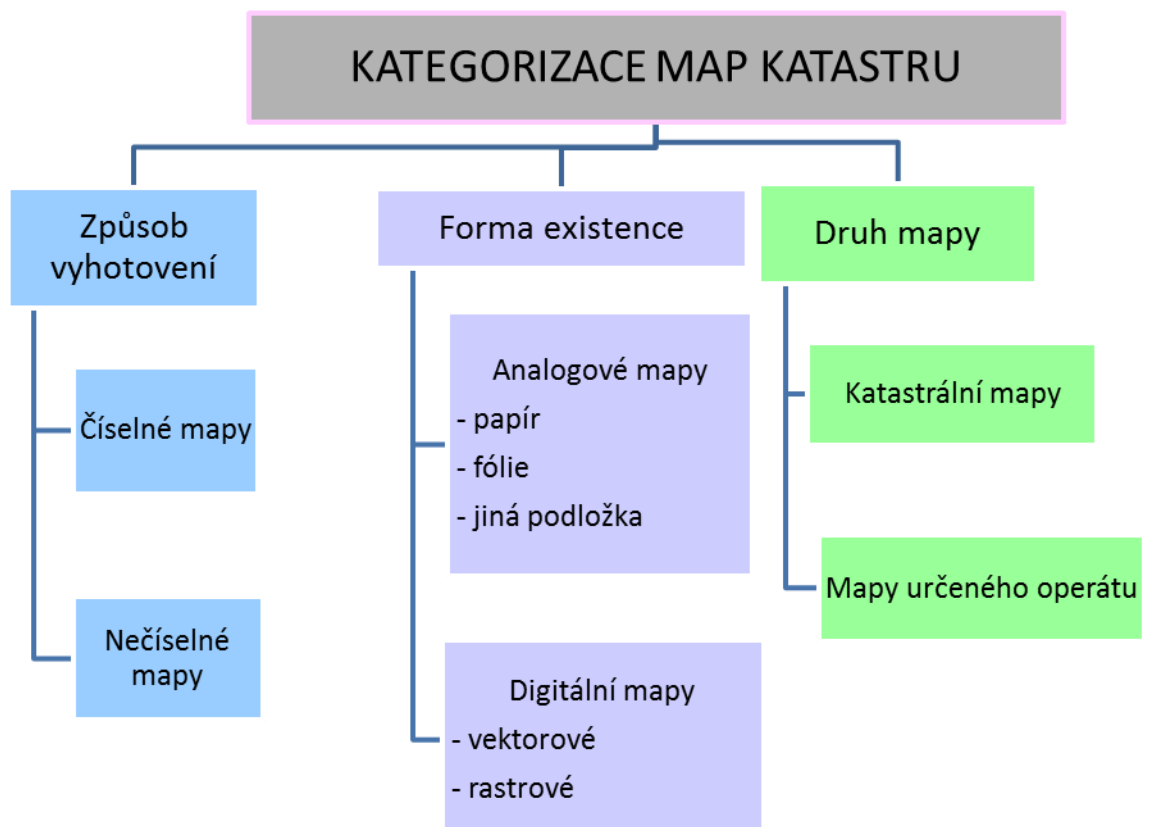 KATEGORIZACE MAP KATASTRU
Způsob
vyhotovení
Číselné mapy
Nečíselné
mapy
Forma existence
Analogové mapy
- papír
- fólie
- jiná podložka
Digitální mapy
- vektorové
- rastrové
Druh mapy
Katastrální mapy
Mapy určeného operátu